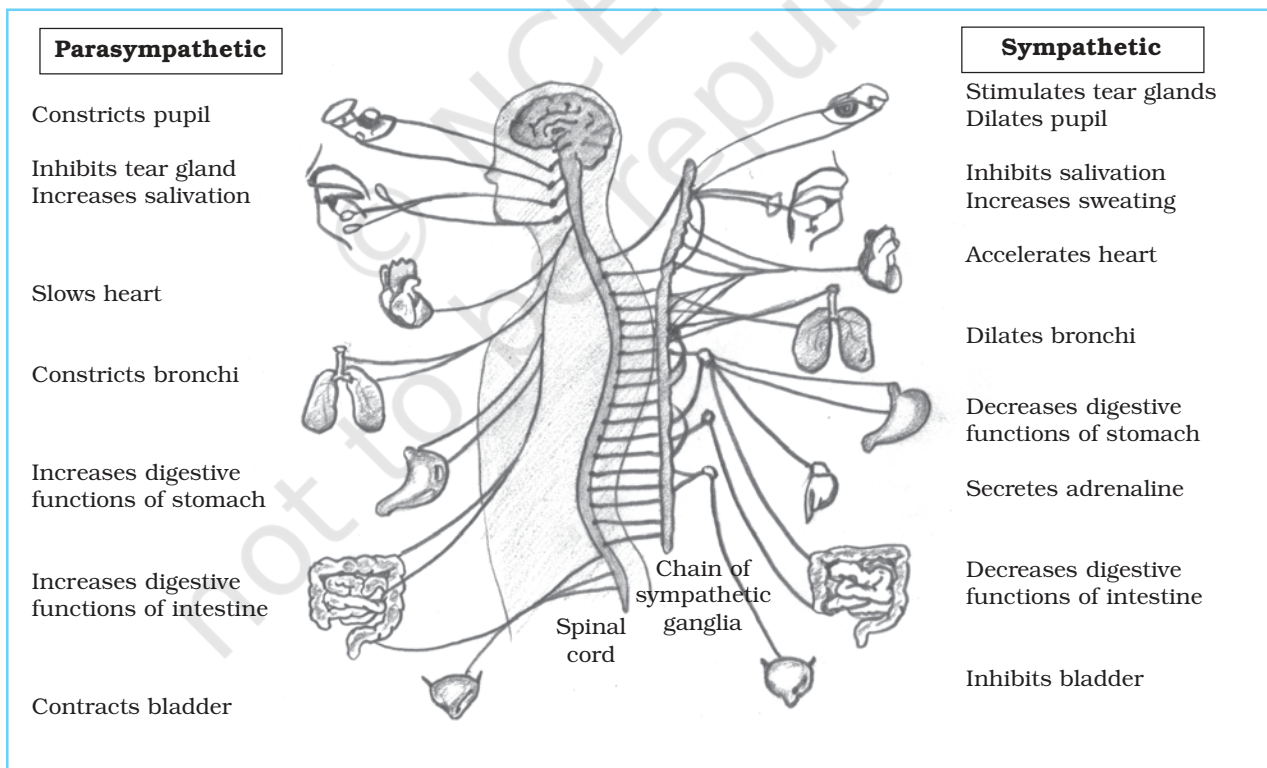 Parasympathetic
Constricts pupil
Inhibits tear gland
Increases salivation
Slows heart
Constricts bronchi
Increases digestive
functions of stomach
Increases digestive
functions of intestine
Contracts bladder
Spinal
cord
Chain of
sympathetic
ganglia
Sympathetic
Stimulates tear glands
Dilates pupil
Inhibits salivation
Increases sweating
Accelerates heart
Dilates bronchi
Decreases digestive
functions of stomach
Secretes adrenaline
Decreases digestive
functions of intestine
Inhibits bladder